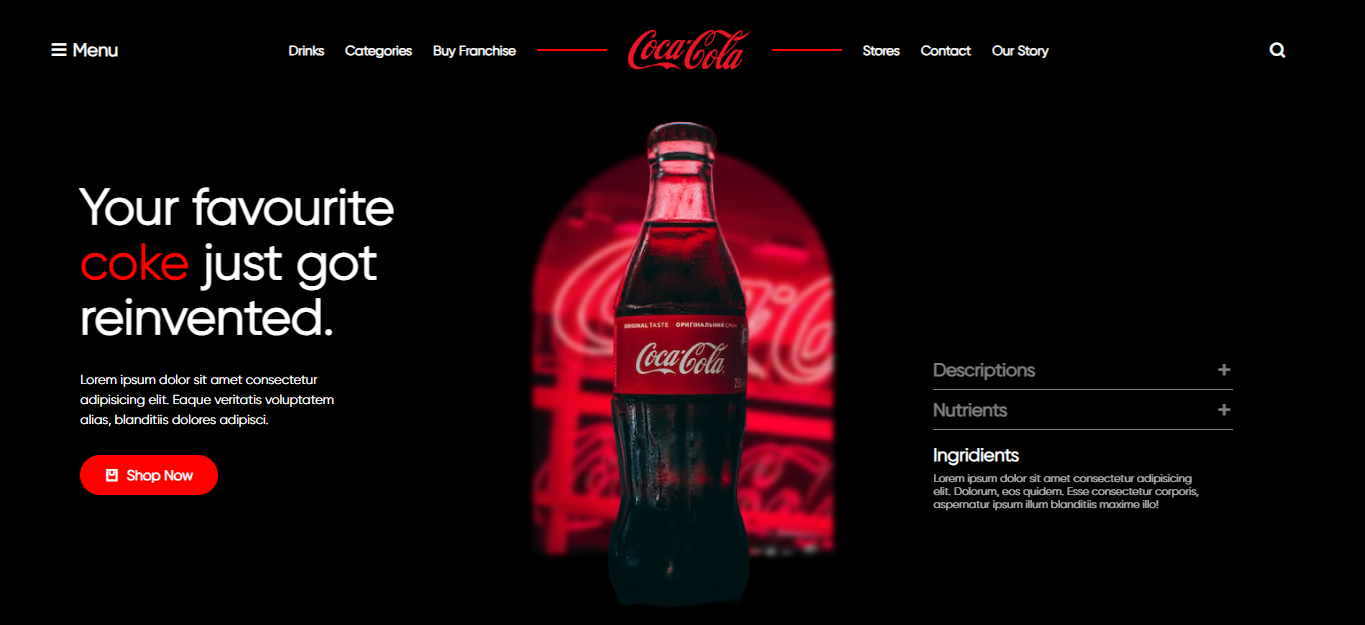 Menu
Drinks
Categories
Buy Franchise
Coca-Cola
Stores
Contact
Our Story
Your favourite
coke just got
reinvented.
Lorem ipsum dolor sit amet consectetur
adipisicing elit. Eaque veritatis voluptatem
alias, blanditiis dolores adipisci.
Shop Now
ORIGINAL TASTE ОРИГІНАЛЬНИЙ СМАК
Coca-Cola
Descriptions +
Nutrients +
Ingridients
Lorem ipsum dolor sit amet consectetur adipisicing
elit. Dolorum, eos quidem. Esse consectetur corporis,
aspernatur ipsum illum blanditiis maxime illo!